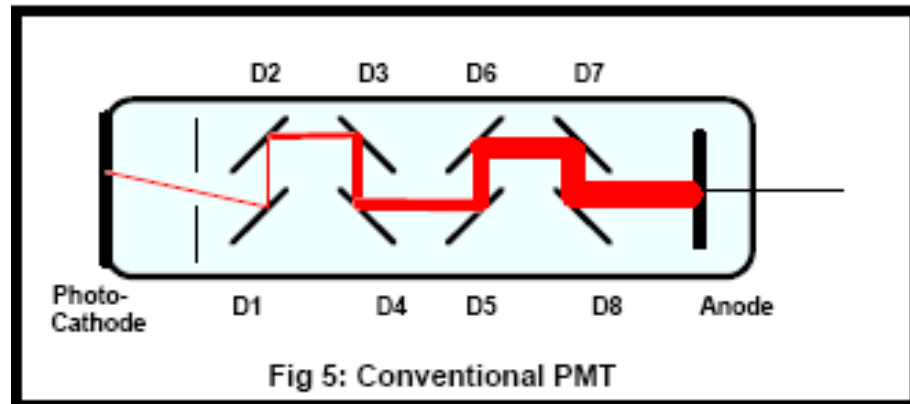 D2 D3 D6 D7
Photo-
Cathode
D1 D4 D5 D8 Anode
Fig 5: Conventional PMT